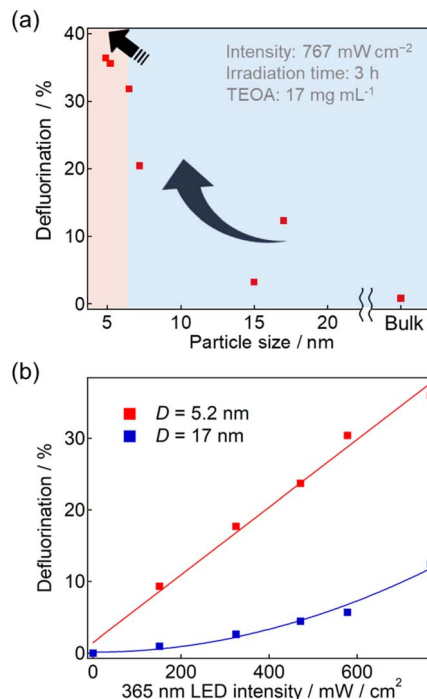 (a)
40
30
20
10
0
Defluorination / %
Intensity: 767 mW cm⁻²
Irradiation time: 3 h
TEOA: 17 mg mL⁻¹
5
10
15
20
Bulk
Particle size / nm
(b)
30
20
10
0
Defluorination / %
D = 5.2 nm
D = 17 nm
0
200
400
600
365 nm LED intensity / mW / cm²